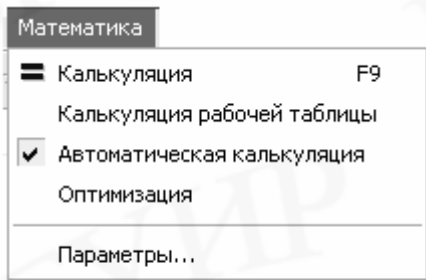 Математика
Калькуляция F9
Калькуляция рабочей таблицы
Автоматическая калькуляция
Оптимизация
Параметры...